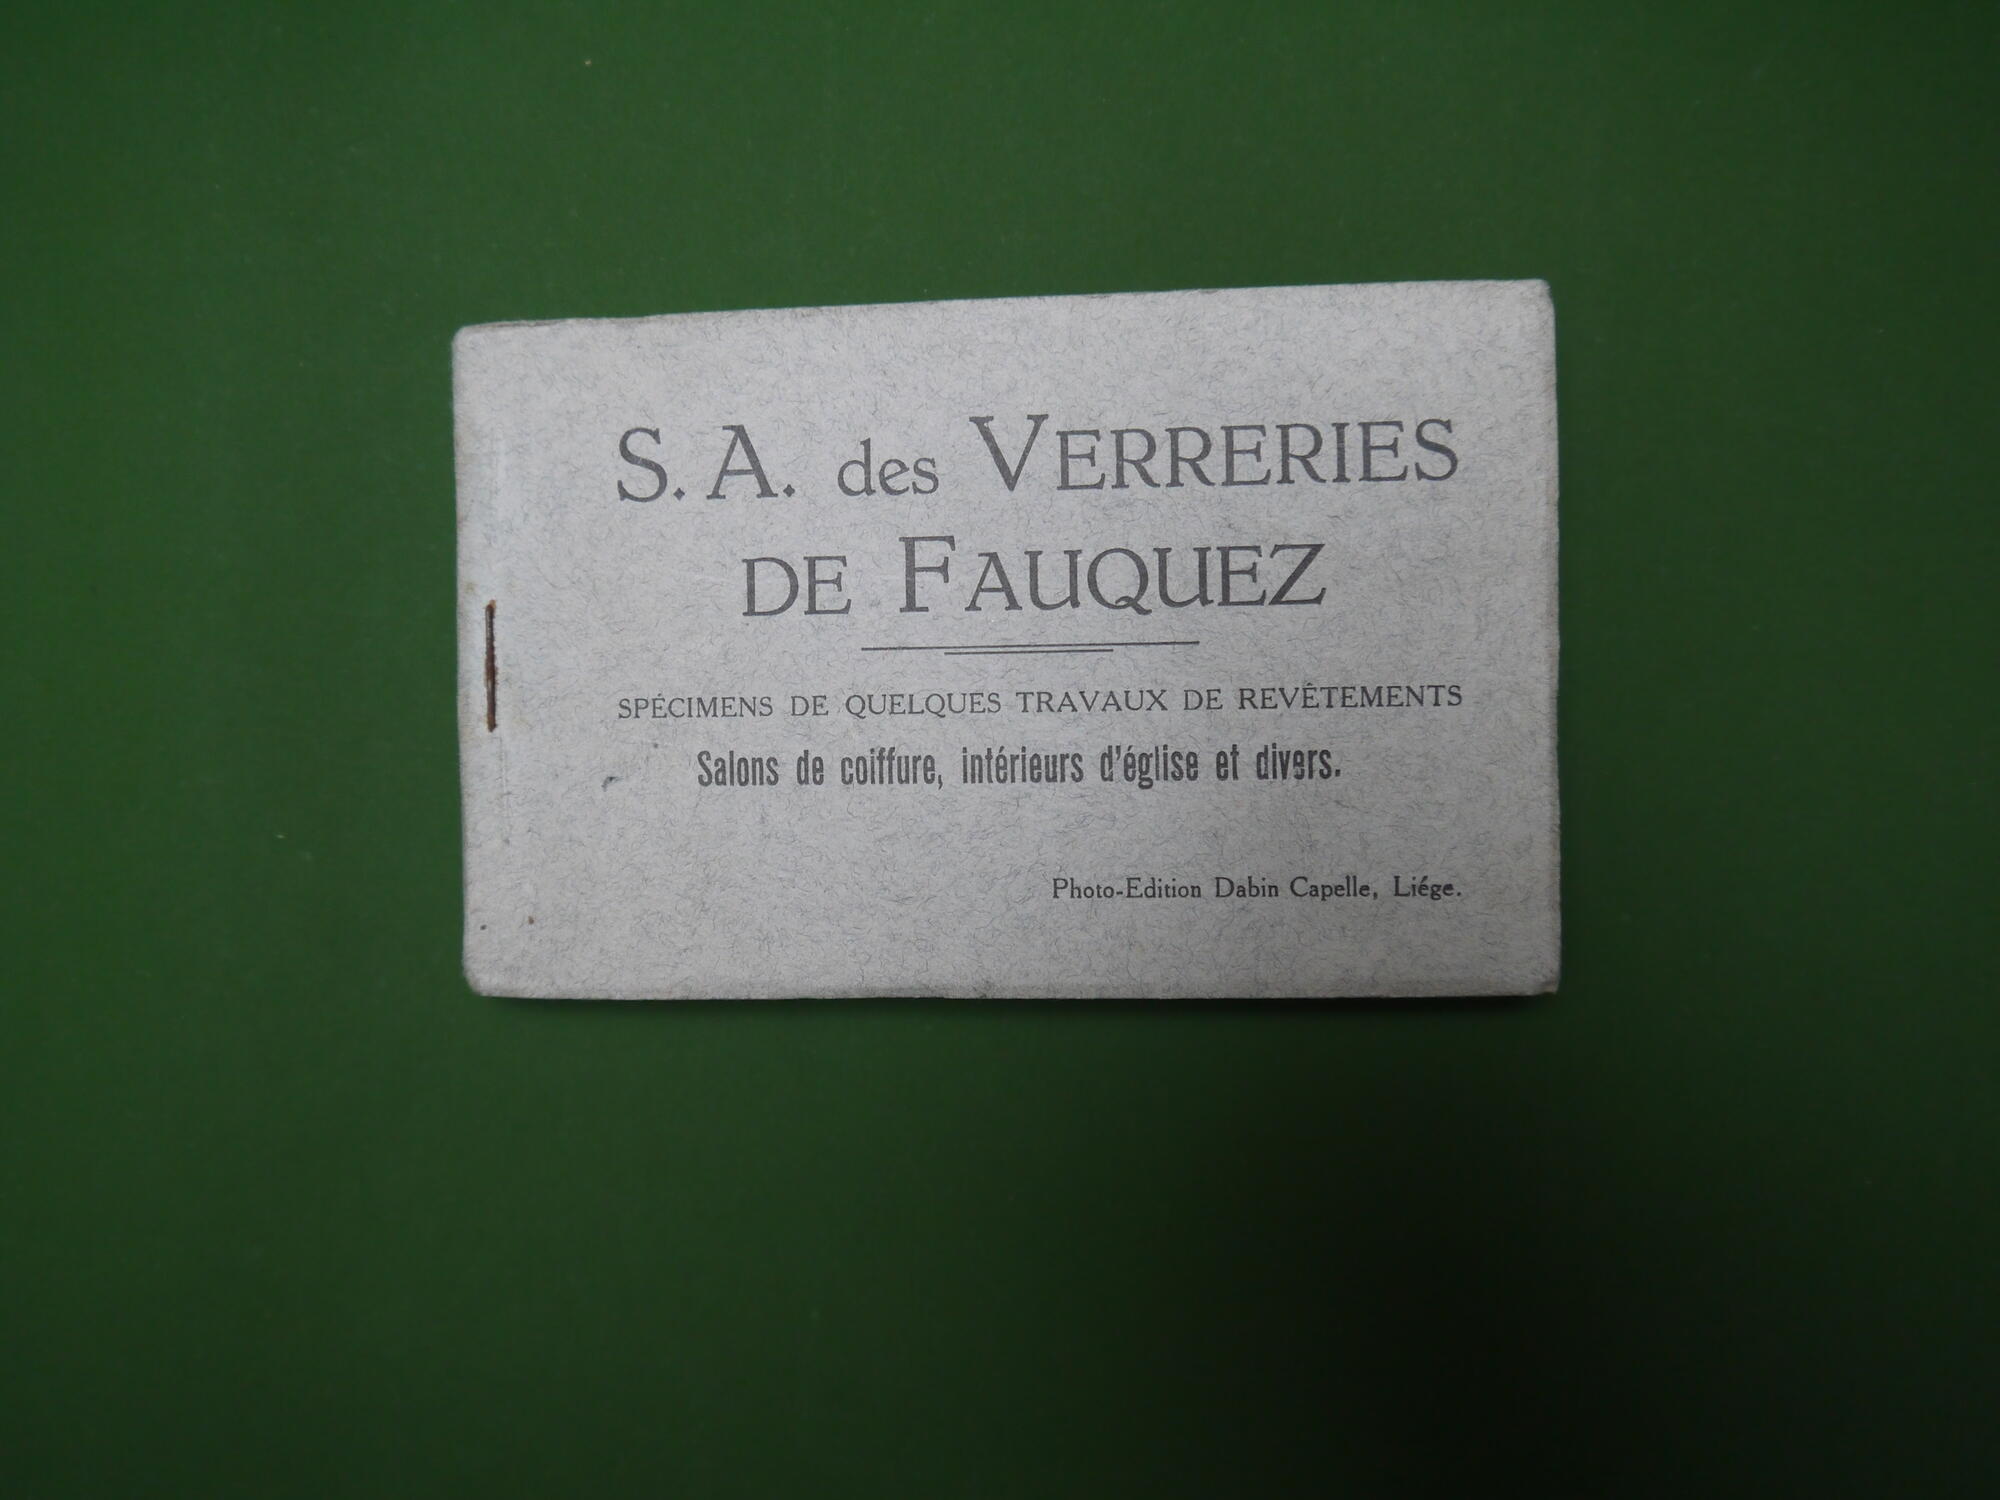 S. A. des VERRERIES
DE FAUQUEZ
SPÉCIMENS DE QUELQUES TRAVAUX DE REVÊTEMENTS
Salons de coiffure, intérieurs d'église et divers.
Photo-Edition Dabin Capelle, Liége.